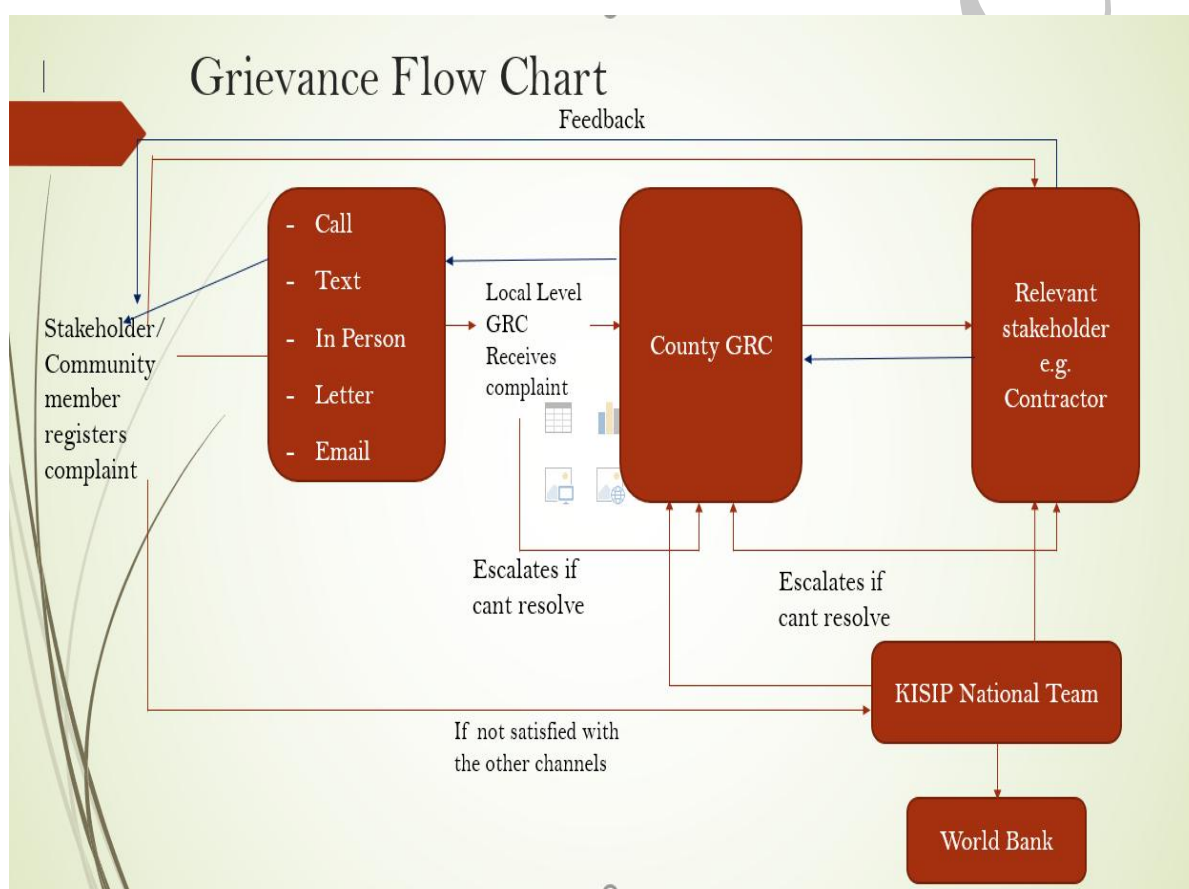 Grievance Flow Chart
Feedback
Stakeholder/
Community
member
registers
complaint
- Call
- Text
- In Person
- Letter
- Email
Local Level
GRC
Receives
complaint
County GRC
Relevant
stakeholder
e.g.
Contractor
Escalates if
cant resolve
Escalates if
cant resolve
KISIP National Team
If not satisfied with
the other channels
World Bank